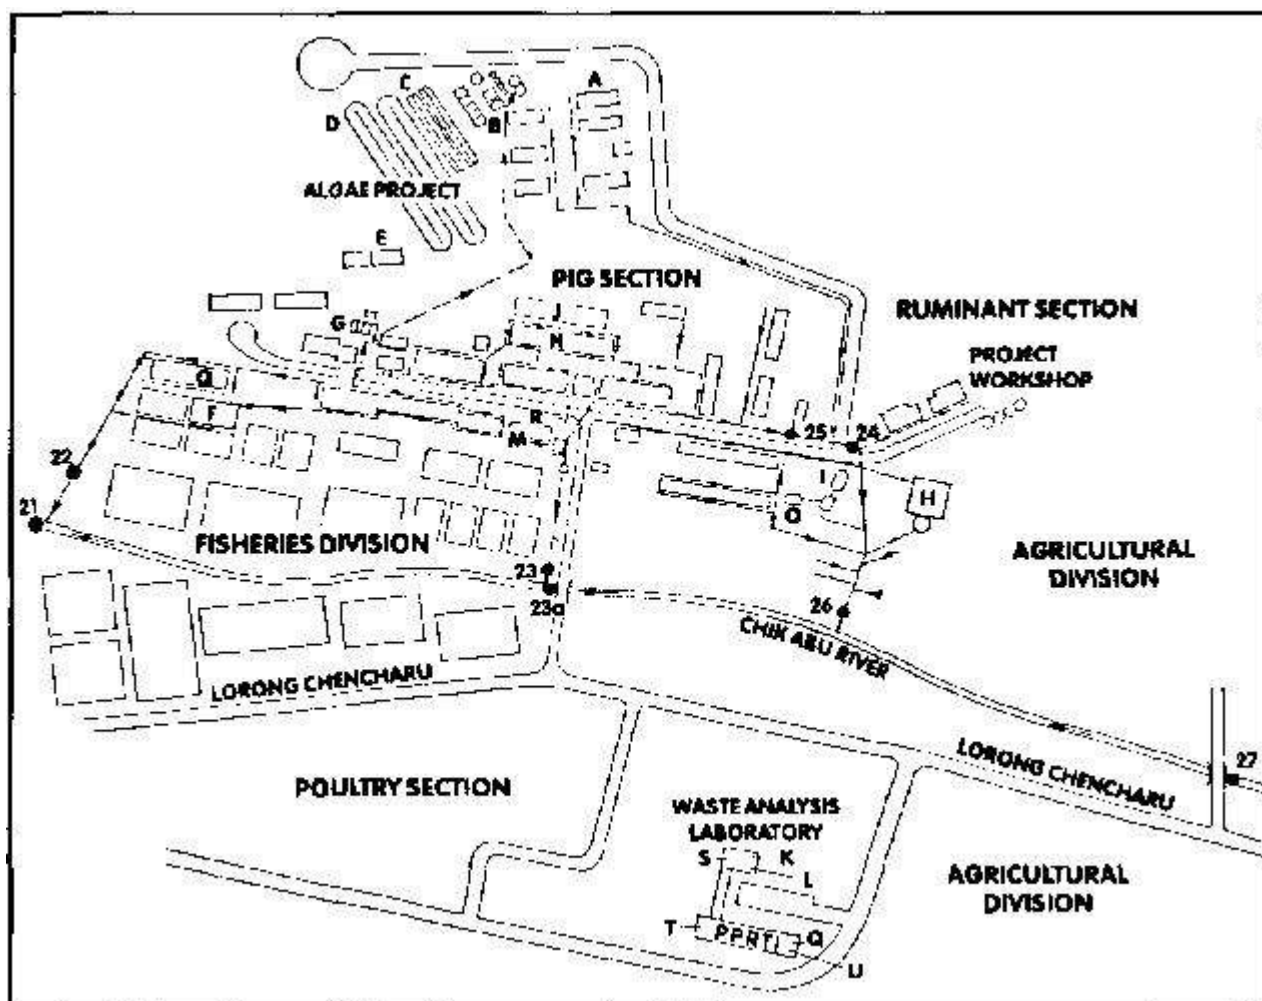 A
C
B
D
ALGAE PROJECT
E
PIG SECTION
RUMINANT SECTION
PROJECT
WORKSHOP
J
G
N
Q
F
R
M
25
24
22
21
I
H
O
FISHERIES DIVISION
AGRICULTURAL
DIVISION
23
23a
26
CHIK ABU RIVER
LORONG CHENCHARU
27
LORONG CHENCHARU
POULTRY SECTION
WASTE ANALYSIS
LABORATORY
S
K
L
AGRICULTURAL
DIVISION
T
PPRTI
Q
U